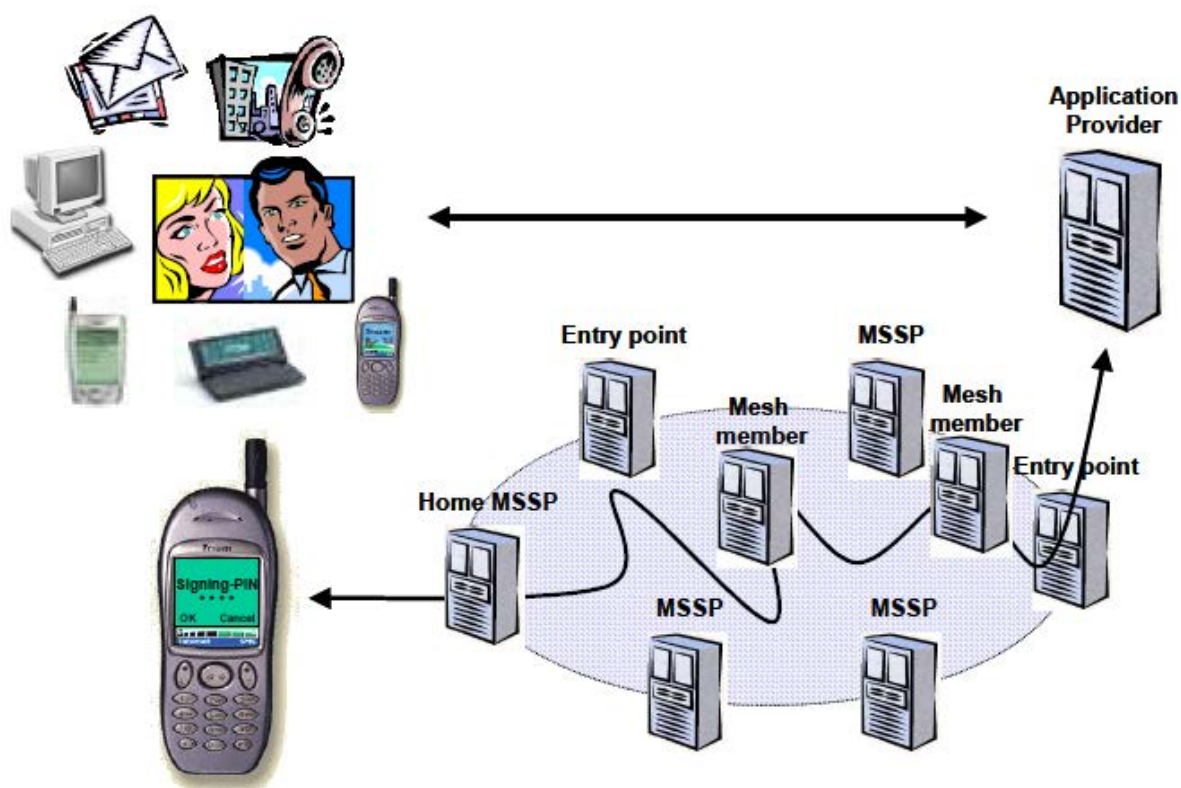 Application
Provider
Entry point
MSSP
Mesh
member
Mesh
member
Entry point
Home MSSP
Signing-PIN
* * * *
OK Cancel
MSSP
MSSP